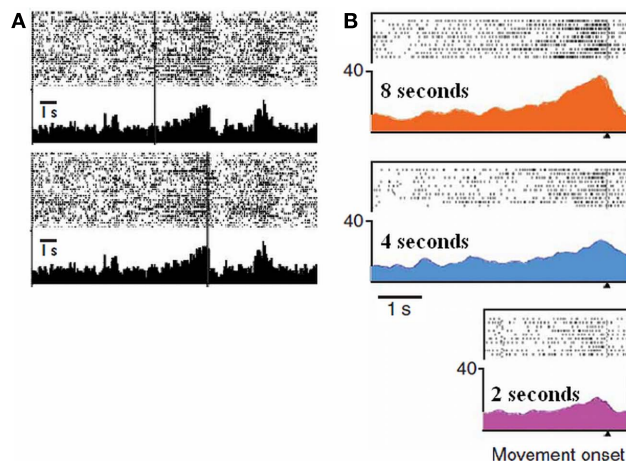 A
1 s
1 s
B
40
8 seconds
40
4 seconds
1 s
40
2 seconds
Movement onset